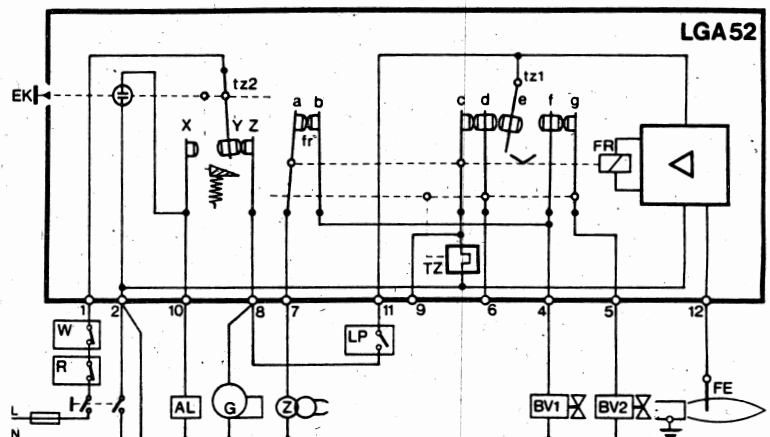 LGA52
EK
tz2
tz1
a b
c d e f g
X Y Z
fr
FR
TZ
1 2 10 8 7 11 9 6 4 5 12
W
LP
R
FE
AL G Z BV1 BV2
L
N